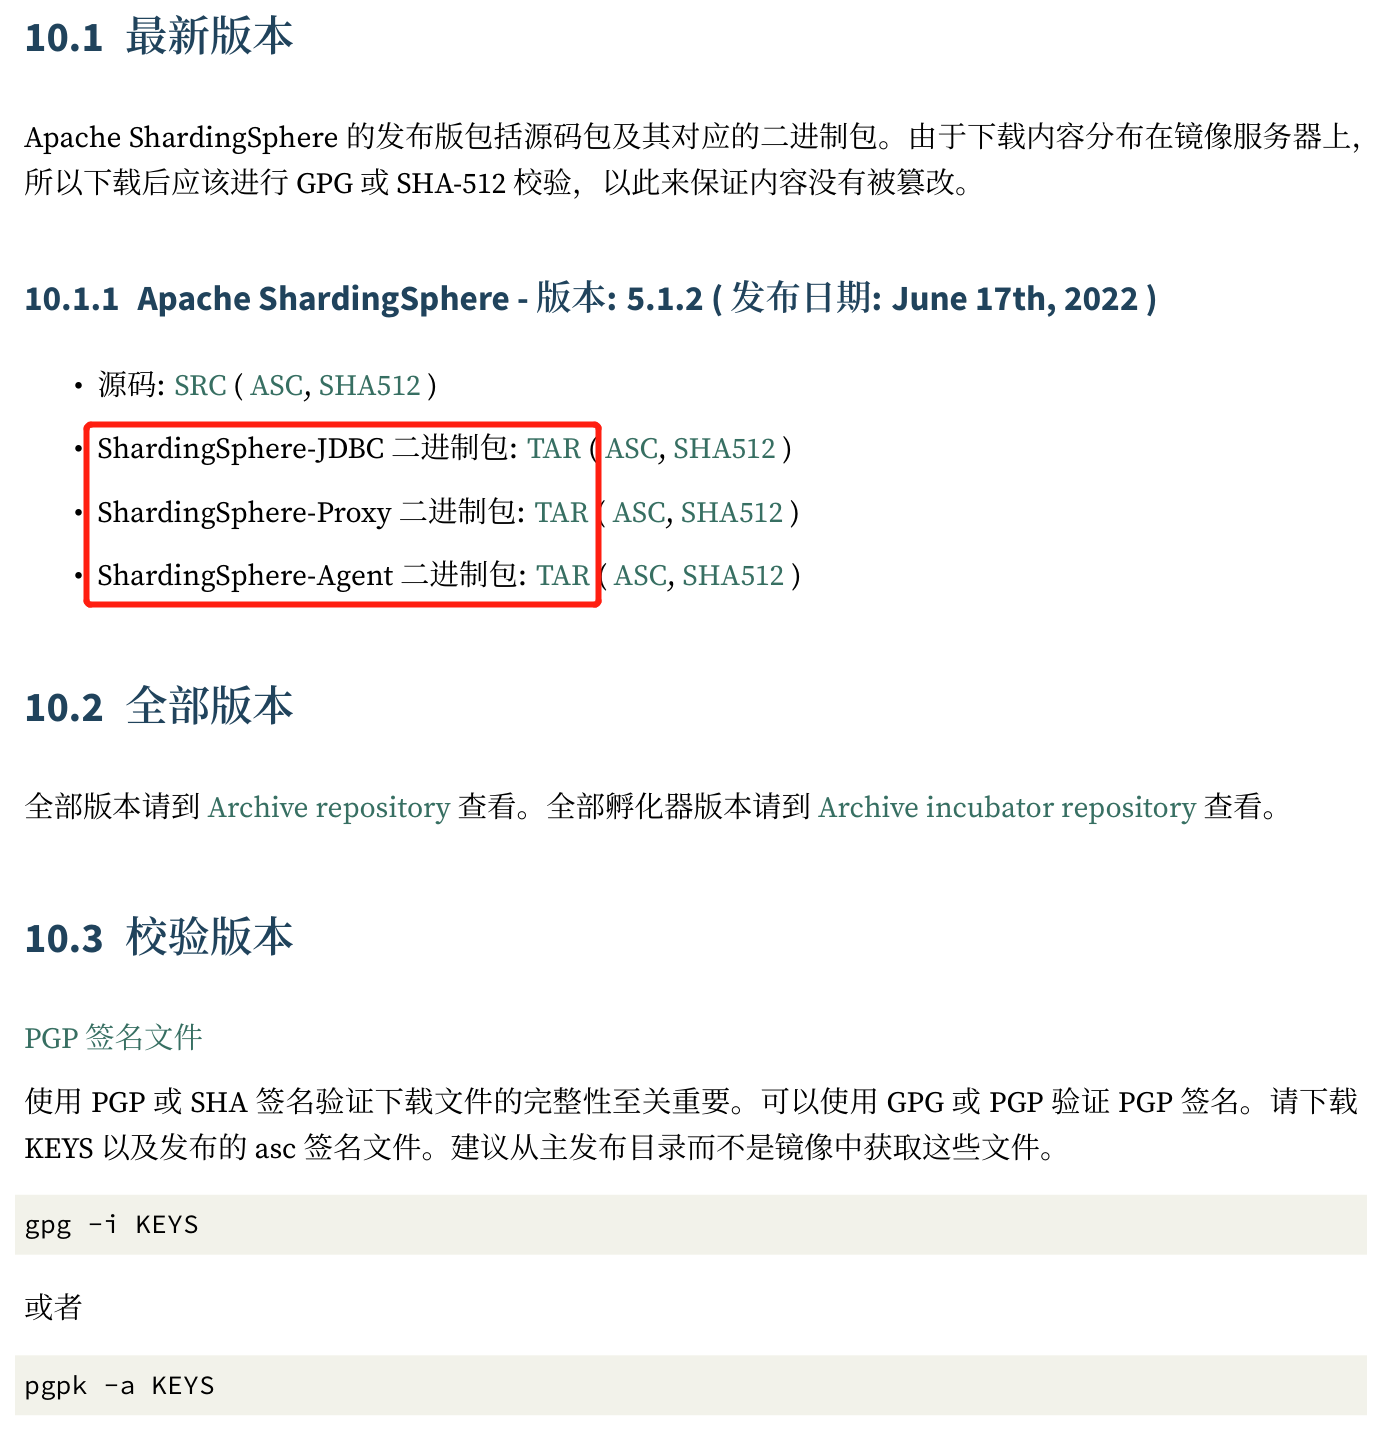 10.1 最新版本
Apache ShardingSphere 的发布版包括源码包及其对应的二进制包。由于下载内容分布在镜像服务器上，
所以下载后应该进行 GPG 或 SHA-512 校验，以此来保证内容没有被篡改。
10.1.1 Apache ShardingSphere - 版本: 5.1.2 ( 发布日期: June 17th, 2022 )
• 源码: SRC ( ASC, SHA512 )
• ShardingSphere-JDBC 二进制包: TAR ( ASC, SHA512 )
• ShardingSphere-Proxy 二进制包: TAR ( ASC, SHA512 )
• ShardingSphere-Agent 二进制包: TAR ( ASC, SHA512 )
10.2 全部版本
全部版本请到 Archive repository 查看。全部孵化器版本请到 Archive incubator repository 查看。
10.3 校验版本
PGP 签名文件
使用 PGP 或 SHA 签名验证下载文件的完整性至关重要。可以使用 GPG 或 PGP 验证 PGP 签名。请下载
KEYS 以及发布的 asc 签名文件。建议从主发布目录而不是镜像中获取这些文件。
gpg -i KEYS
或者
pgpk -a KEYS